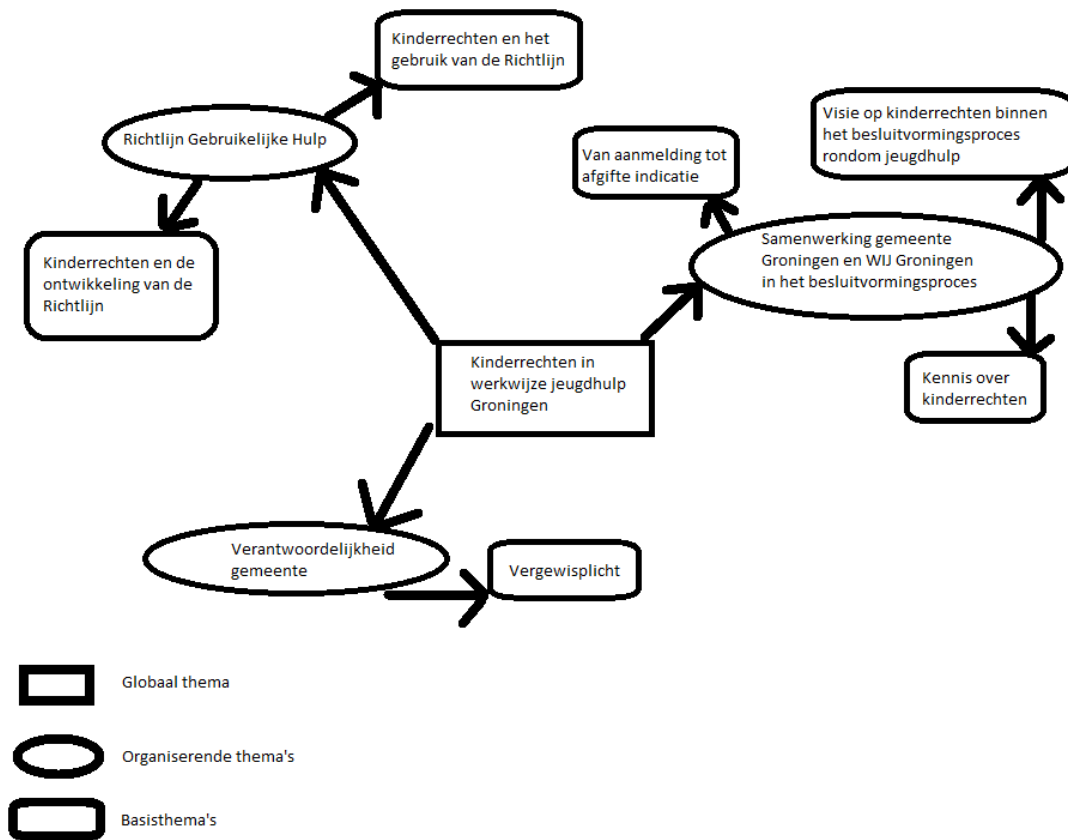 Kinderrechten en het
gebruik van de Richtlijn
Richtlijn Gebruikelijke Hulp
Kinderrechten en de
ontwikkeling van de
Richtlijn
Van aanmelding tot
afgifte indicatie
Visie op kinderrechten binnen
het besluitvormingsproces
rondom jeugdhulp
Samenwerking gemeente
Groningen en WIJ Groningen
in het besluitvormingsproces
Kennis over
kinderrechten
Kinderrechten in
werkwijze jeugdhulp
Groningen
Verantwoordelijkheid
gemeente
Vergewisplicht
Globaal thema
Organiserende thema's
Basisthema's